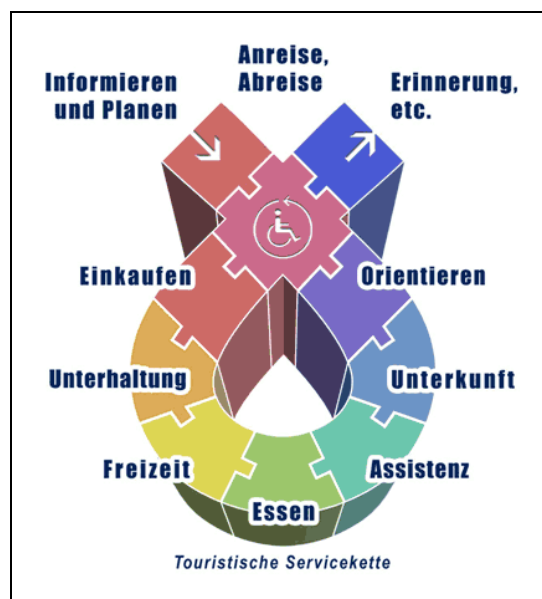 Anreise,
Abreise
Informieren
und Planen
Erinnerung,
etc.
Einkaufen
Orientieren
Unterhaltung
Unterkunft
Freizeit
Assistenz
Essen
Touristische Servicekette